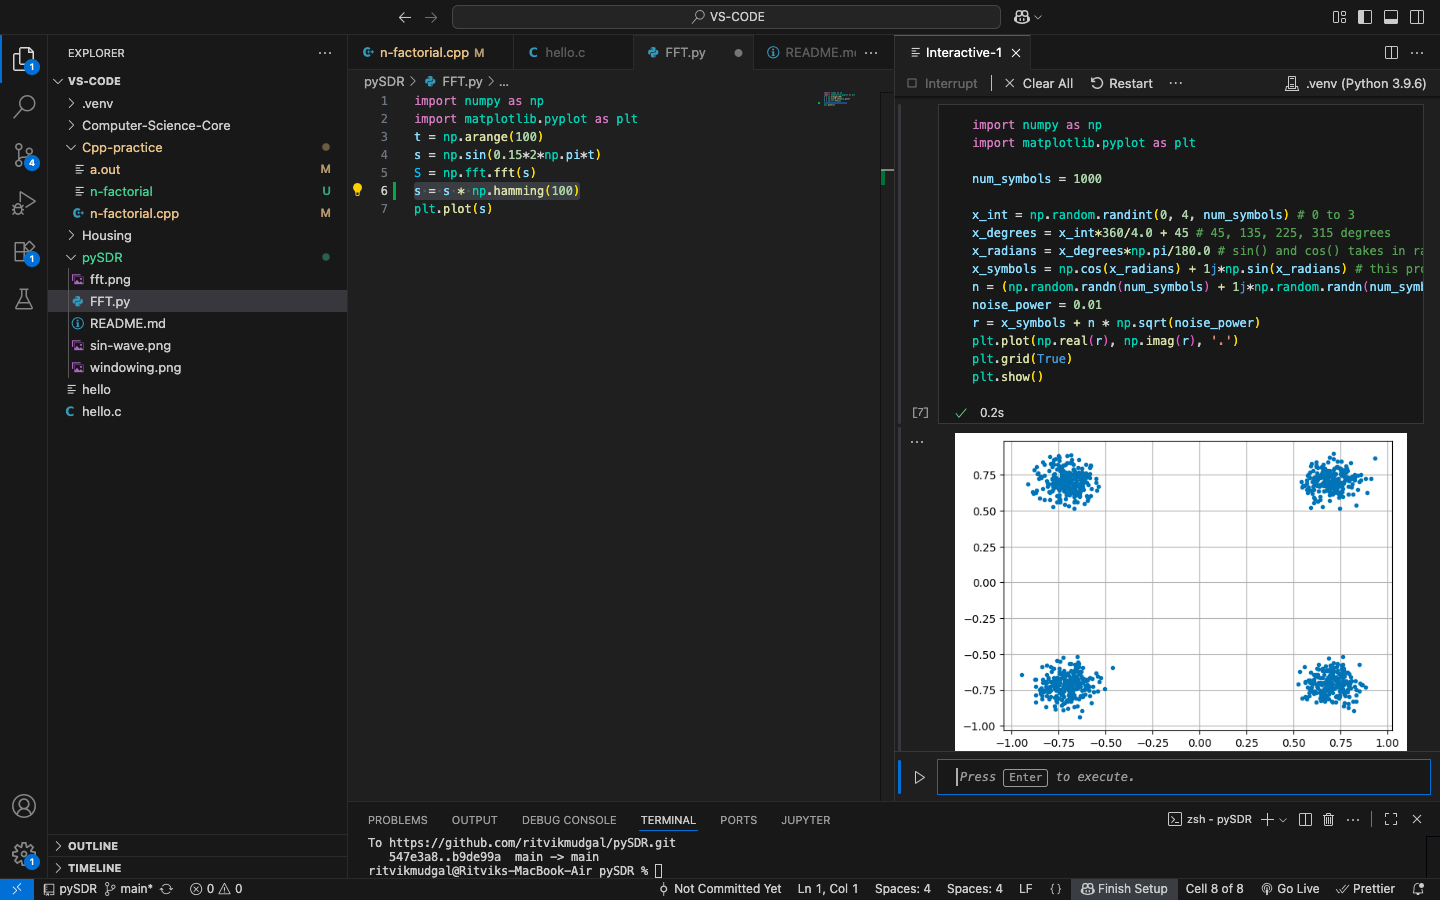 VS-CODE
EXPLORER
VS-CODE
.venv
Computer-Science-Core
Cpp-practice
a.out M
n-factorial U
n-factorial.cpp M
Housing
pySDR
fft.png
FFT.py
README.md
sin-wave.png
windowing.png
hello
hello.c
OUTLINE
TIMELINE
1
4
1
1
n-factorial.cpp M
hello.c
FFT.py
README.m
pySDR > FFT.py > ...
1 import numpy as np
2 import matplotlib.pyplot as plt
3 t = np.arange(100)
4 s = np.sin(0.15*2*np.pi*t)
5 S = np.fft.fft(s)
6 s = s * np.hamming(100)
7 plt.plot(s)
Interactive-1
Interrupt
Clear All
Restart
.venv (Python 3.9.6)
import numpy as np
import matplotlib.pyplot as plt
num_symbols = 1000
x_int = np.random.randint(0, 4, num_symbols) # 0 to 3
x_degrees = x_int*360/4.0 + 45 # 45, 135, 225, 315 degrees
x_radians = x_degrees*np.pi/180.0 # sin() and cos() takes in ra
x_symbols = np.cos(x_radians) + 1j*np.sin(x_radians) # this pro
n = (np.random.randn(num_symbols) + 1j*np.random.randn(num_symb
noise_power = 0.01
r = x_symbols + n * np.sqrt(noise_power)
plt.plot(np.real(r), np.imag(r), '.')
plt.grid(True)
plt.show()
[7]
0.2s
0.75
0.50
0.25
0.00
−0.25
−0.50
−0.75
−1.00
−1.00 −0.75 −0.50 −0.25 0.00 0.25 0.50 0.75 1.00
Press Enter to execute.
PROBLEMS OUTPUT DEBUG CONSOLE TERMINAL PORTS JUPYTER
zsh - pySDR
To https://github.com/ritvikmudgal/pySDR.git
547e3a8..b9de99a  main -> main
ritvikmudgal@Ritviks-MacBook-Air pySDR %
pySDR main* 0 0
Not Committed Yet Ln 1, Col 1 Spaces: 4 Spaces: 4 LF {} Finish Setup Cell 8 of 8 Go Live Prettier